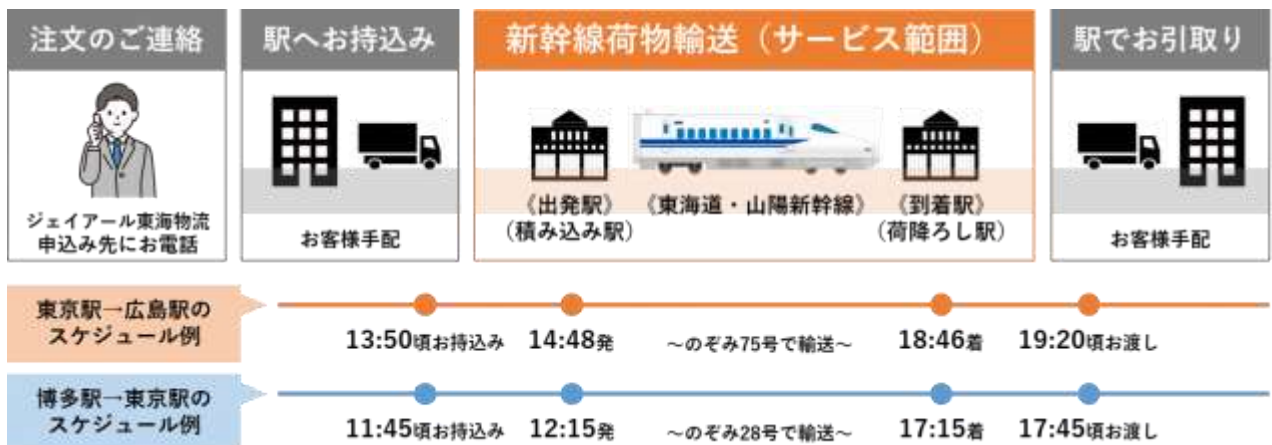 注文のご連絡
ジェイアール東海物流
申込み先にお電話
駅へお持込み
お客様手配
新幹線荷物輸送（サービス範囲）
《出発駅》
（積み込み駅）
《東海道・山陽新幹線》
《到着駅》
（荷降ろし駅）
駅でお引取り
お客様手配
東京駅→広島駅の
スケジュール例
13:50頃お持込み 14:48発 〜のぞみ75号で輸送〜 18:46着 19:20頃お渡し
博多駅→東京駅の
スケジュール例
11:45頃お持込み 12:15発 〜のぞみ28号で輸送〜 17:15着 17:45頃お渡し